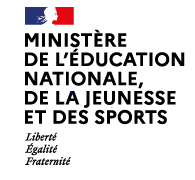 MINISTÈRE
DE L'ÉDUCATION
NATIONALE,
DE LA JEUNESSE
ET DES SPORTS
Liberté
Égalité
Fraternité